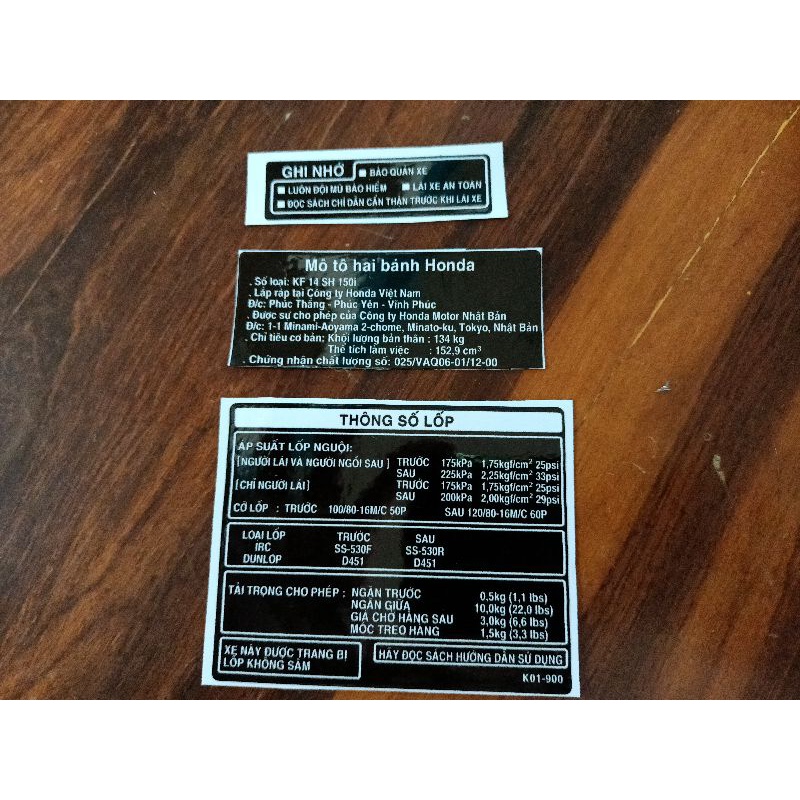 GHI NHỚ ■ BẢO QUẢN XE
■ LUÔN ĐỘI MŨ BẢO HIỂM ■ LÁI XE AN TOÀN
■ ĐỌC SÁCH CHỈ DẪN CẨN THẬN TRƯỚC KHI LÁI XE
Mô tô hai bánh Honda
. Số loại: KF 14 SH 150i
. Lắp ráp tại Công ty Honda Việt Nam
Đ/c: Phúc Thắng - Phúc Yên - Vĩnh Phúc
. Được sự cho phép của Công ty Honda Motor Nhật Bản
Đ/c: 1-1 Minami-Aoyama 2-chome, Minato-ku, Tokyo, Nhật Bản
. Chỉ tiêu cơ bản: Khối lượng bản thân : 134 kg
Thể tích làm việc : 152,9 cm³
. Chứng nhận chất lượng số: 025/VAQ06-01/12-00
THÔNG SỐ LỐP
ÁP SUẤT LỐP NGUỘI:
[NGƯỜI LÁI VÀ NGƯỜI NGỒI SAU] TRƯỚC 175kPa 1,75kgf/cm² 25psi
SAU 225kPa 2,25kgf/cm² 33psi
[CHỈ NGƯỜI LÁI] TRƯỚC 175kPa 1,75kgf/cm² 25psi
SAU 200kPa 2,00kgf/cm² 29psi
CỠ LỐP : TRƯỚC 100/80-16M/C 50P SAU 120/80-16M/C 60P
LOẠI LỐP TRƯỚC SAU
IRC SS-530F SS-530R
DUNLOP D451 D451
TẢI TRỌNG CHO PHÉP : NGĂN TRƯỚC 0,5kg (1,1 lbs)
NGĂN GIỮA 10,0kg (22,0 lbs)
GIÁ CHỞ HÀNG SAU 3,0kg (6,6 lbs)
MÓC TREO HÀNG 1,5kg (3,3 lbs)
XE NÀY ĐƯỢC TRANG BỊ
LỐP KHÔNG SĂM
HÃY ĐỌC SÁCH HƯỚNG DẪN SỬ DỤNG
K01-900